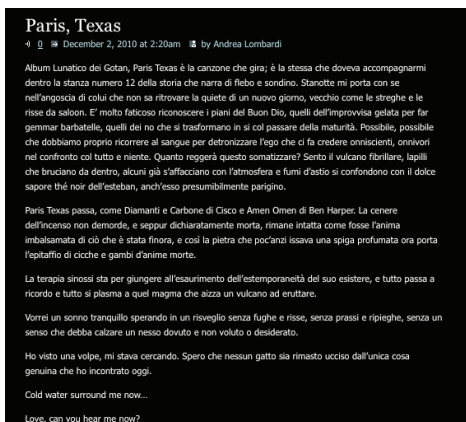 Paris, Texas
0 December 2, 2010 at 2:20am by Andrea Lombardi
Album Lunatico dei Gotan, Paris Texas è la canzone che gira; è la stessa che doveva accompagnarmi
dentro la stanza numero 12 della storia che narra di flebo e sondino. Stanotte mi porta con se
nell'angoscia di colui che non sa ritrovare la quiete di un nuovo giorno, vecchio come le streghe e le
risse da saloon. E' molto faticoso riconoscere i piani del Buon Dio, quelli dell'improvvisa gelata per far
gemmar barbatelle, quelli dei no che si trasformano in si col passare della maturità. Possibile, possibile
che dobbiamo proprio ricorrere al sangue per detronizzare l'ego che ci fa credere onniscienti, onnivori
nel confronto col tutto e niente. Quanto reggerà questo somatizzare? Sento il vulcano fibrillare, lapilli
che bruciano da dentro, alcuni già s'affacciano con l'atmosfera e fumi d'astio si confondono con il dolce
sapore thé noir dell'esteban, anch'esso presumibilmente parigino.
Paris Texas passa, come Diamanti e Carbone di Cisco e Amen Omen di Ben Harper. La cenere
dell'incenso non demorde, e seppur dichiaratamente morta, rimane intatta come fosse l'anima
imbalsamata di ciò che è stata finora, e così la pietra che poc'anzi issava una spiga profumata ora porta
l'epitaffio di cicche e gambi d'anime morte.
La terapia sinossi sta per giungere all'esaurimento dell'estemporaneità del suo esistere, e tutto passa a
ricordo e tutto si plasma a quel magma che aizza un vulcano ad eruttare.
Vorrei un sonno tranquillo sperando in un risveglio senza fughe e risse, senza prassi e ripieghe, senza un
senso che debba calzare un nesso dovuto e non voluto o desiderato.
Ho visto una volpe, mi stava cercando. Spero che nessun gatto sia rimasto ucciso dall'unica cosa
genuina che ho incontrato oggi.
Cold water surround me now...
Love, can you hear me now?